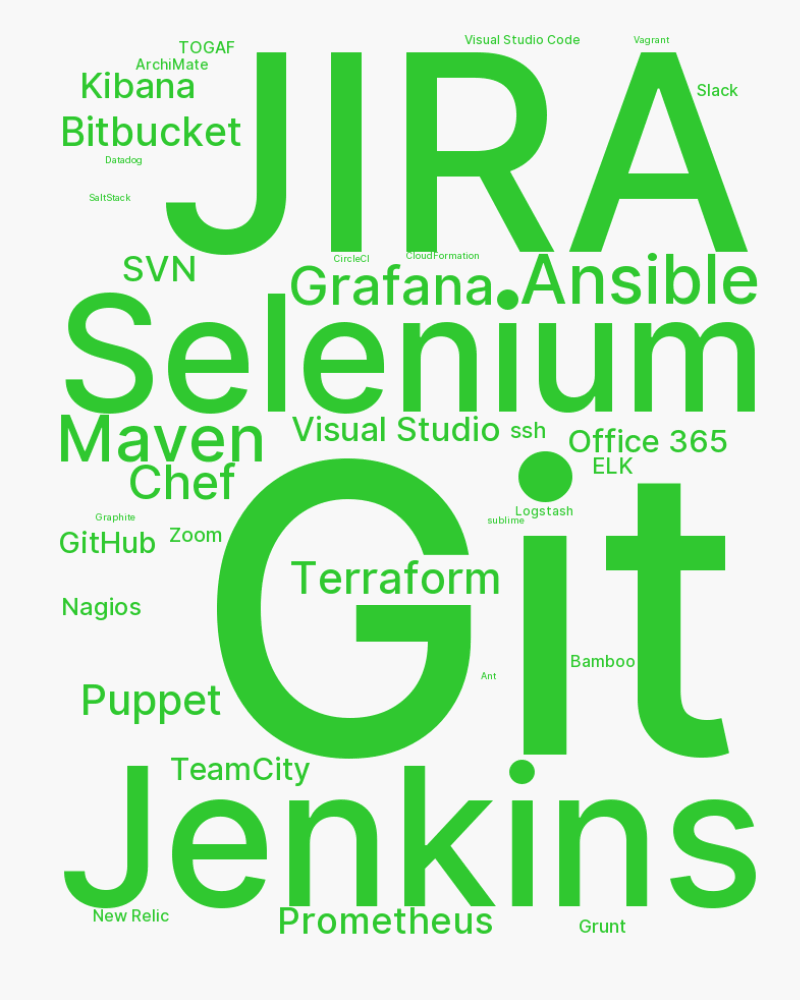 Visual Studio Code
Vagrant
TOGAF
ArchiMate
Kibana
JIRA
Slack
Bitbucket
Datadog
SaltStack
CircleCI
CloudFormation
SVN
Grafana
Ansible
Selenium
Maven
Visual Studio
ssh
Office 365
ELK
Chef
Git
Logstash
Graphite
sublime
GitHub
Zoom
Terraform
Nagios
Bamboo
Ant
Puppet
TeamCity
Jenkins
New Relic
Prometheus
Grunt